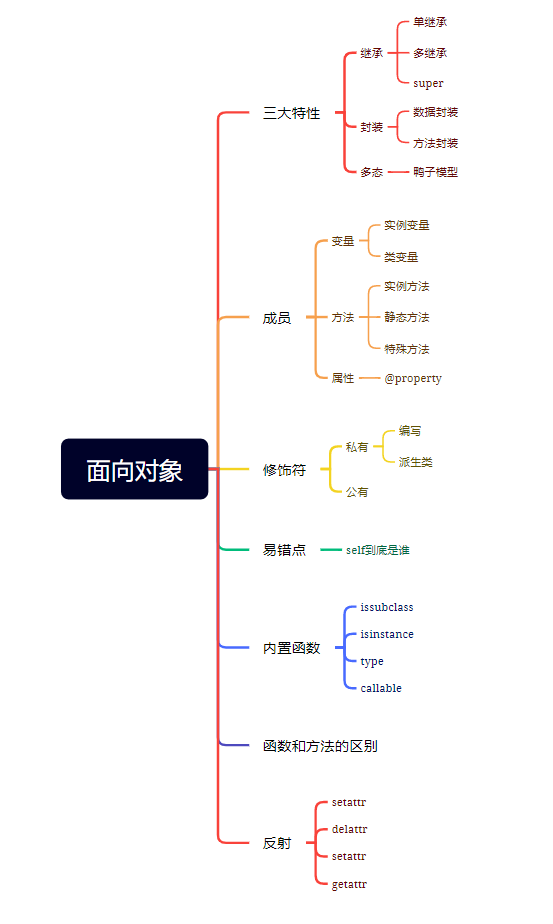 面向对象
三大特性
继承
单继承
多继承
super
封装
数据封装
方法封装
多态
鸭子模型
成员
变量
实例变量
类变量
方法
实例方法
静态方法
特殊方法
属性
@property
修饰符
私有
编写
派生类
公有
易错点
self到底是谁
内置函数
issubclass
isinstance
type
callable
函数和方法的区别
反射
setattr
delattr
setattr
getattr